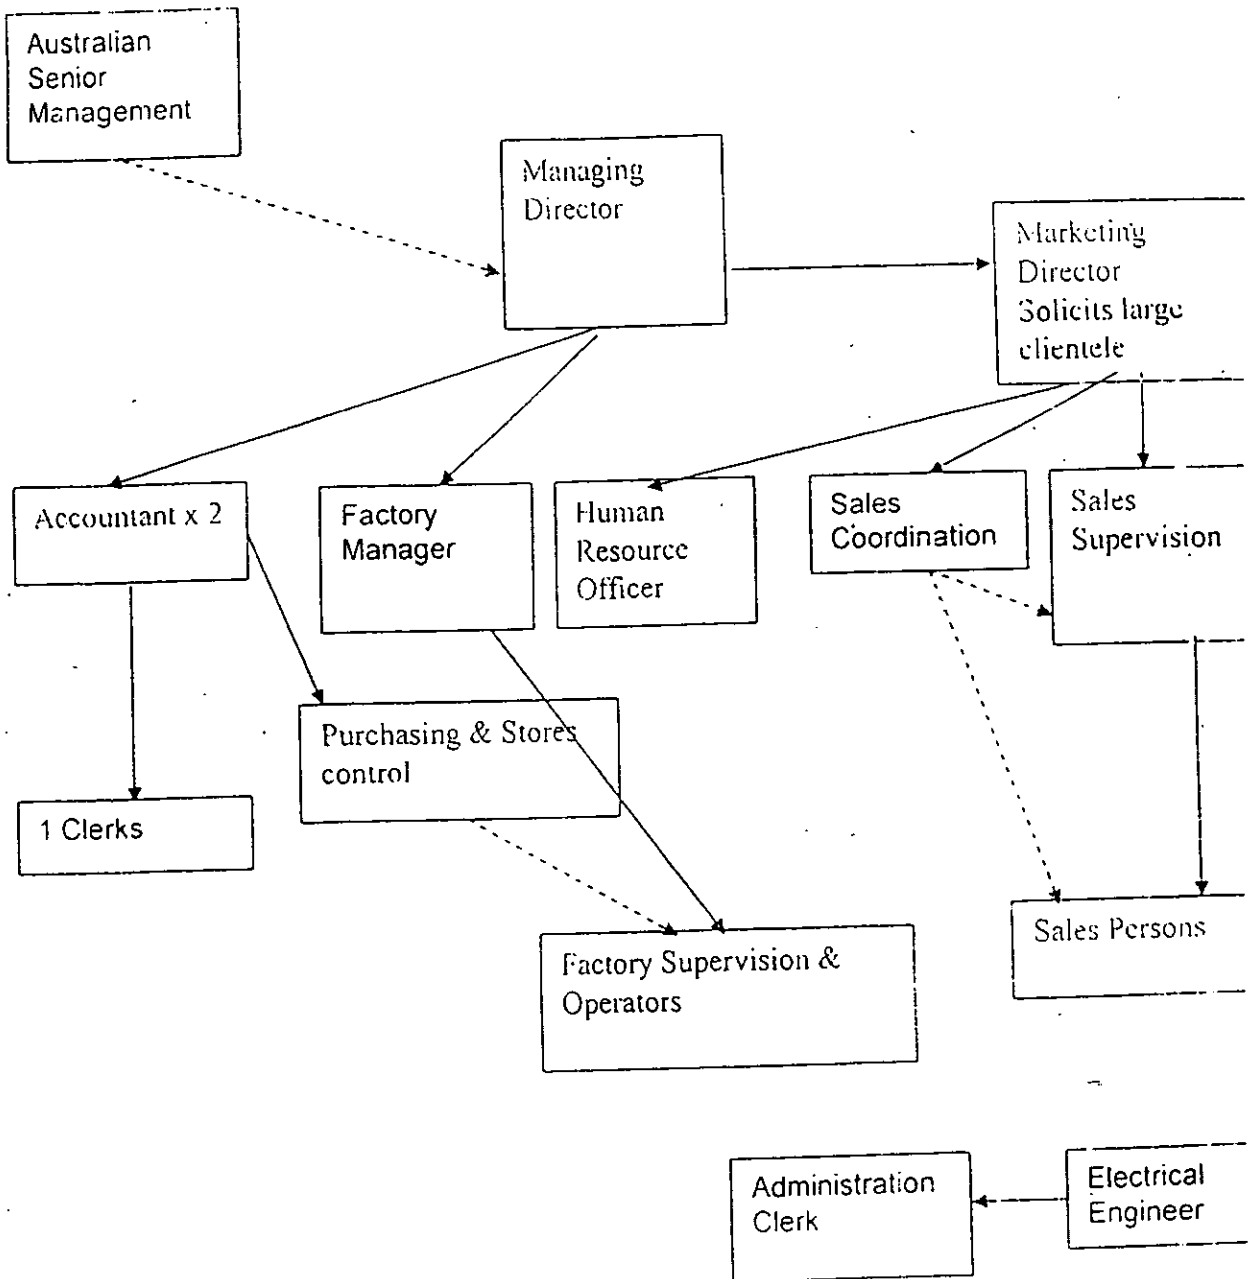 Australian
Senior
Management
Managing
Director
Marketing
Director
Solicits large
clientele
Accountant x 2
Factory
Manager
Human
Resource
Officer
Sales
Coordination
Sales
Supervision
Purchasing & Stores
control
1 Clerks
Factory Supervision &
Operators
Sales Persons
Administration
Clerk
Electrical
Engineer